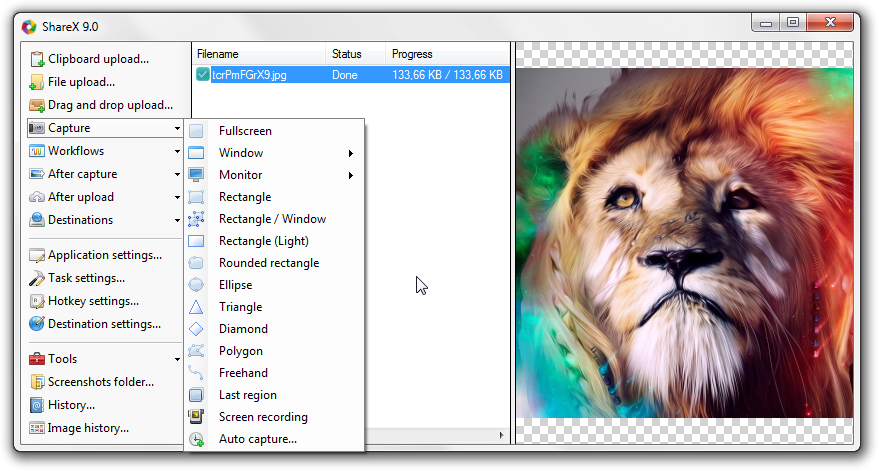 ShareX 9.0
Clipboard upload...
File upload...
Drag and drop upload...
Capture
Workflows
After capture
After upload
Destinations
Application settings...
Task settings...
Hotkey settings...
Destination settings...
Tools
Screenshots folder...
History...
Image history...
Fullscreen
Window
Monitor
Rectangle
Rectangle / Window
Rectangle (Light)
Rounded rectangle
Ellipse
Triangle
Diamond
Polygon
Freehand
Last region
Screen recording
Auto capture...
Filename Status Progress
tcrPmFGrX9.jpg Done 133,66 KB / 133,66 KB